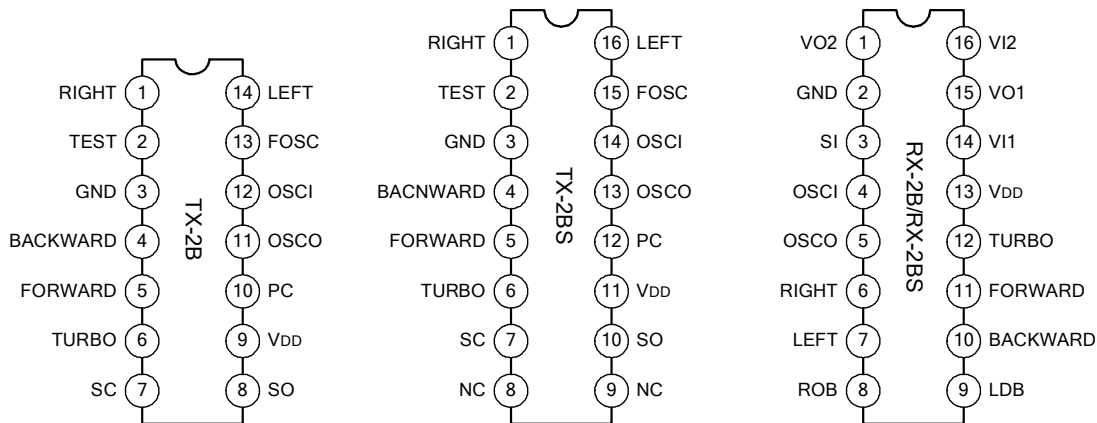 RIGHT 1 14 LEFT
TEST 2 13 FOSC
GND 3 12 OSCI
BACKWARD 4 11 OSCO
FORWARD 5 10 PC
TURBO 6 9 VDD
SC 7 8 SO
TX-2B
RIGHT 1 16 LEFT
TEST 2 15 FOSC
GND 3 14 OSCI
BACNWARD 4 13 OSCO
FORWARD 5 12 PC
TURBO 6 11 VDD
SC 7 10 SO
NC 8 9 NC
TX-2BS
VO2 1 16 VI2
GND 2 15 VO1
SI 3 14 VI1
OSCI 4 13 VDD
OSCO 5 12 TURBO
RIGHT 6 11 FORWARD
LEFT 7 10 BACKWARD
ROB 8 9 LDB
RX-2B/RX-2BS